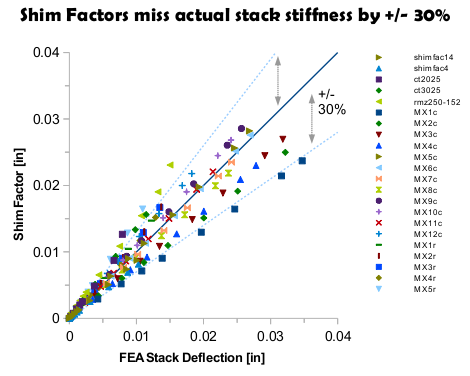 Shim Factors miss actual stack stiffness by +/- 30%
0.04
0.03
0.02
0.01
0
ShimFactor [in]
+/-
30%
0 0.01 0.02 0.03 0.04
FEA Stack Deflection [in]
shimfac14
shimfac4
ct2025
ct3025
rmz250-152
MX1c
MX2c
MX3c
MX4c
MX5c
MX6c
MX7c
MX8c
MX9c
MX10c
MX11c
MX12c
MX1r
MX2r
MX3r
MX4r
MX5r